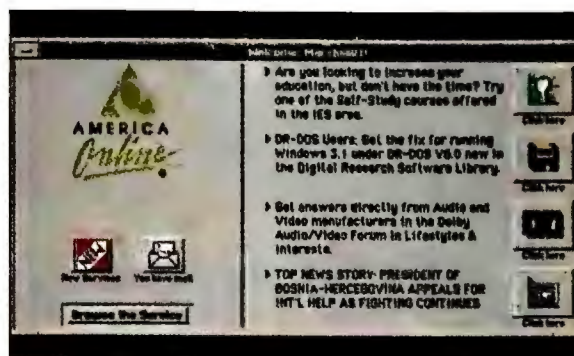 AMERICA
Online
New Services
You have mail
Browse the Service
Are you looking to increase your
education, but don't have the time? Try
one of the Self-Study courses offered
in the IES area.
Click here
DR-DOS Users: Get the fix for running
Windows 3.1 under DR-DOS V6.0 new in
the Digital Research Software Library.
Click here
Get answers directly from Audio and
Video manufacturers in the Dolby
Audio/Video Forum in Lifestyles &
Interests.
Click here
TOP NEWS STORY: PRESIDENT OF
BOSNIA-HERCEGOVINA APPEALS FOR
INT'L HELP AS FIGHTING CONTINUES
Click here